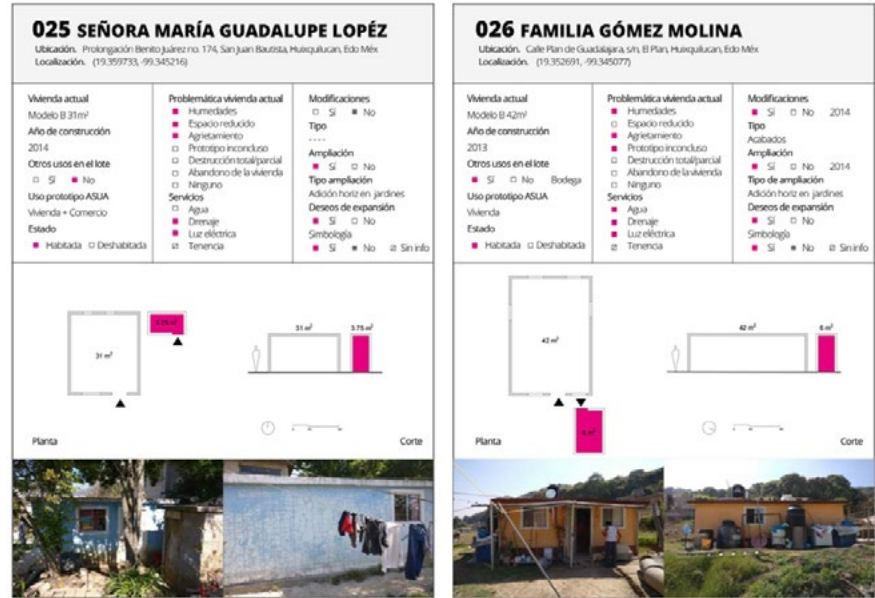 025 SEÑORA MARÍA GUADALUPE LOPÉZ
Ubicación. Prolongación Benito Juárez no. 174, San Juan Bautista, Huixquilucan, Edo Méx
Localización. (19.359733, -99.345216)
Vivienda actual
Modelo B 31m²
Año de construcción
2014
Otros usos en el lote
Sí No
Uso prototipo ASUA
Vivienda + Comercio
Estado
Habitada Deshabitada
Problemática vivienda actual
Humedades
Espacio reducido
Agrietamiento
Prototipo inconcluso
Destrucción total/parcial
Abandono de la vivienda
Ninguno
Servicios
Agua
Drenaje
Luz eléctrica
Tenencia
Modificaciones
Sí No
Tipo
----
Ampliación
Sí No
Tipo ampliación
Adición horiz en jardines
Deseos de expansión
Sí No
Simbología
Sí No Sin info
31 m²
3.75 m²
31 m²
3.75 m²
Planta
Corte
026 FAMILIA GÓMEZ MOLINA
Ubicación. Calle Plan de Guadalajara, s/n, El Plan, Huixquilucan, Edo Méx
Localización. (19.352691, -99.345077)
Vivienda actual
Modelo B 42m²
Año de construcción
2013
Otros usos en el lote
Sí No Bodega
Uso prototipo ASUA
Vivienda
Estado
Habitada Deshabitada
Problemática vivienda actual
Humedades
Espacio reducido
Agrietamiento
Prototipo inconcluso
Destrucción total/parcial
Abandono de la vivienda
Ninguno
Servicios
Agua
Drenaje
Luz eléctrica
Tenencia
Modificaciones
Sí No 2014
Tipo
Acabados
Ampliación
Sí No 2014
Tipo de ampliación
Adición horiz en jardines
Deseos de expansión
Sí No
Simbología
Sí No Sin info
42 m²
6 m²
42 m²
6 m²
Planta
Corte